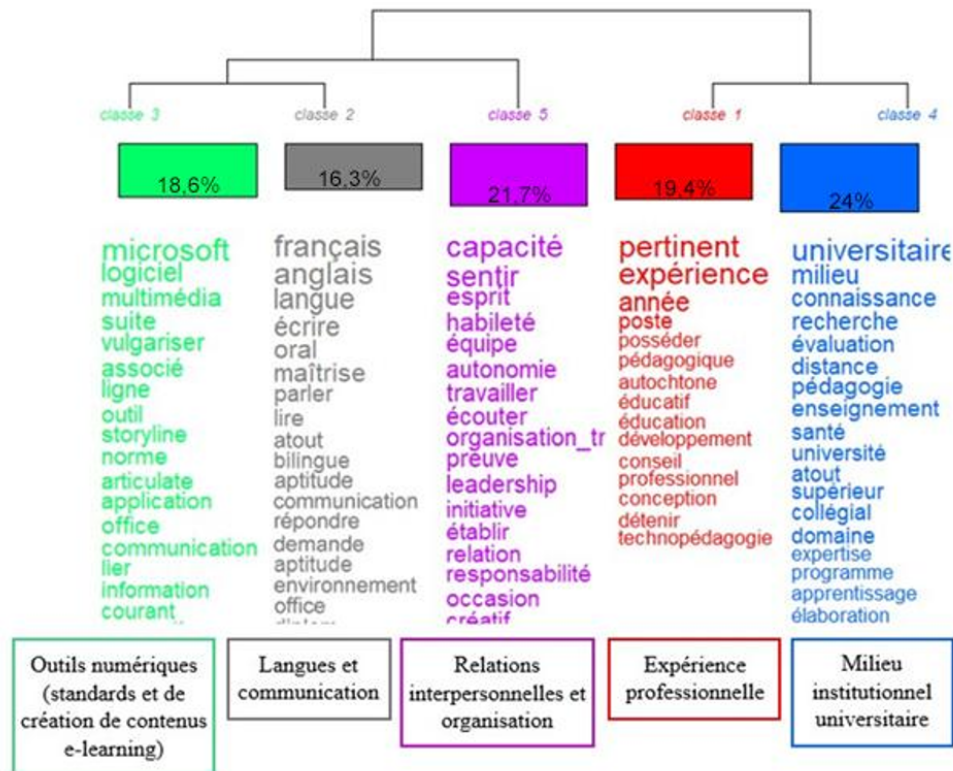 classe 3
classe 2
classe 5
classe 1
classe 4
18,6%
16,3%
21,7%
19,4%
24%
microsoft
logiciel
multimédia
suite
vulgariser
associé
ligne
outil
storyline
norme
articulate
application
office
communication
lier
information
courant
français
anglais
langue
écrire
oral
maîtrise
parler
lire
atout
bilingue
aptitude
communication
répondre
demande
aptitude
environnement
office
capacité
sentir
esprit
habileté
équipe
autonomie
travailler
écouter
organisation_tr
preuve
leadership
initiative
établir
relation
responsabilité
occasion
créatif
pertinent
expérience
année
poste
posséder
pédagogique
autochtone
éducatif
éducation
développement
conseil
professionnel
conception
détenir
technopédagogie
universitaire
milieu
connaissance
recherche
évaluation
distance
pédagogie
enseignement
santé
université
atout
supérieur
collégial
domaine
expertise
programme
apprentissage
élaboration
Outils numériques
(standards et de
création de contenus
e-learning)
Langues et
communication
Relations
interpersonnelles et
organisation
Expérience
professionnelle
Milieu
institutionnel
universitaire